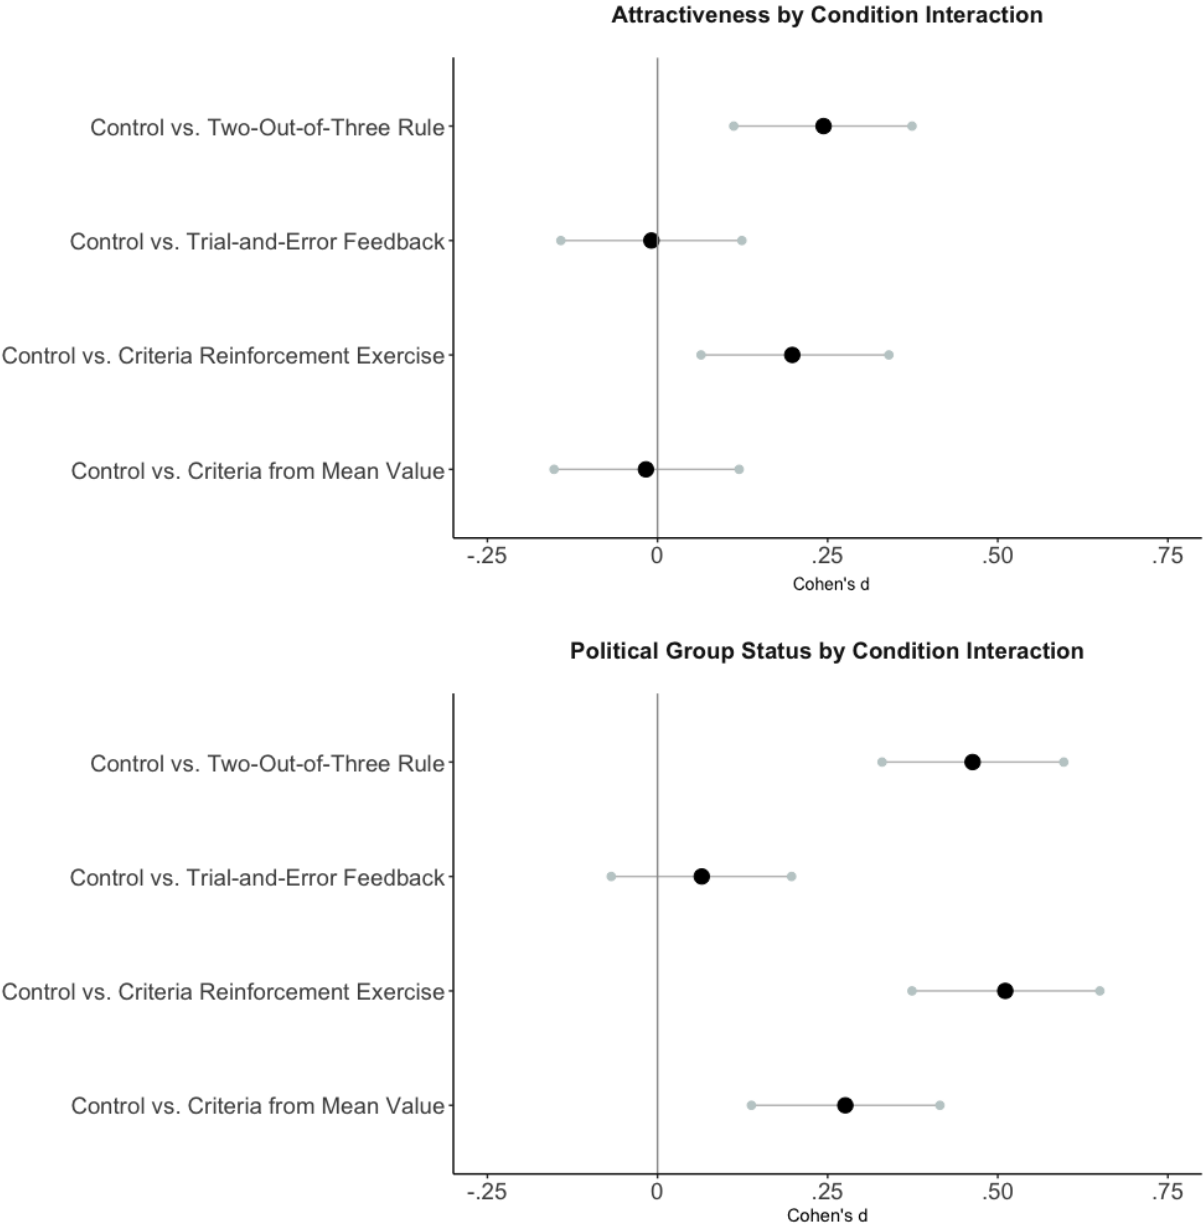 Attractiveness by Condition Interaction
Control vs. Two-Out-of-Three Rule
Control vs. Trial-and-Error Feedback
Control vs. Criteria Reinforcement Exercise
Control vs. Criteria from Mean Value
-.25 0 .25 .50 .75
Cohen's d
Political Group Status by Condition Interaction
Control vs. Two-Out-of-Three Rule
Control vs. Trial-and-Error Feedback
Control vs. Criteria Reinforcement Exercise
Control vs. Criteria from Mean Value
-.25 0 .25 .50 .75
Cohen's d